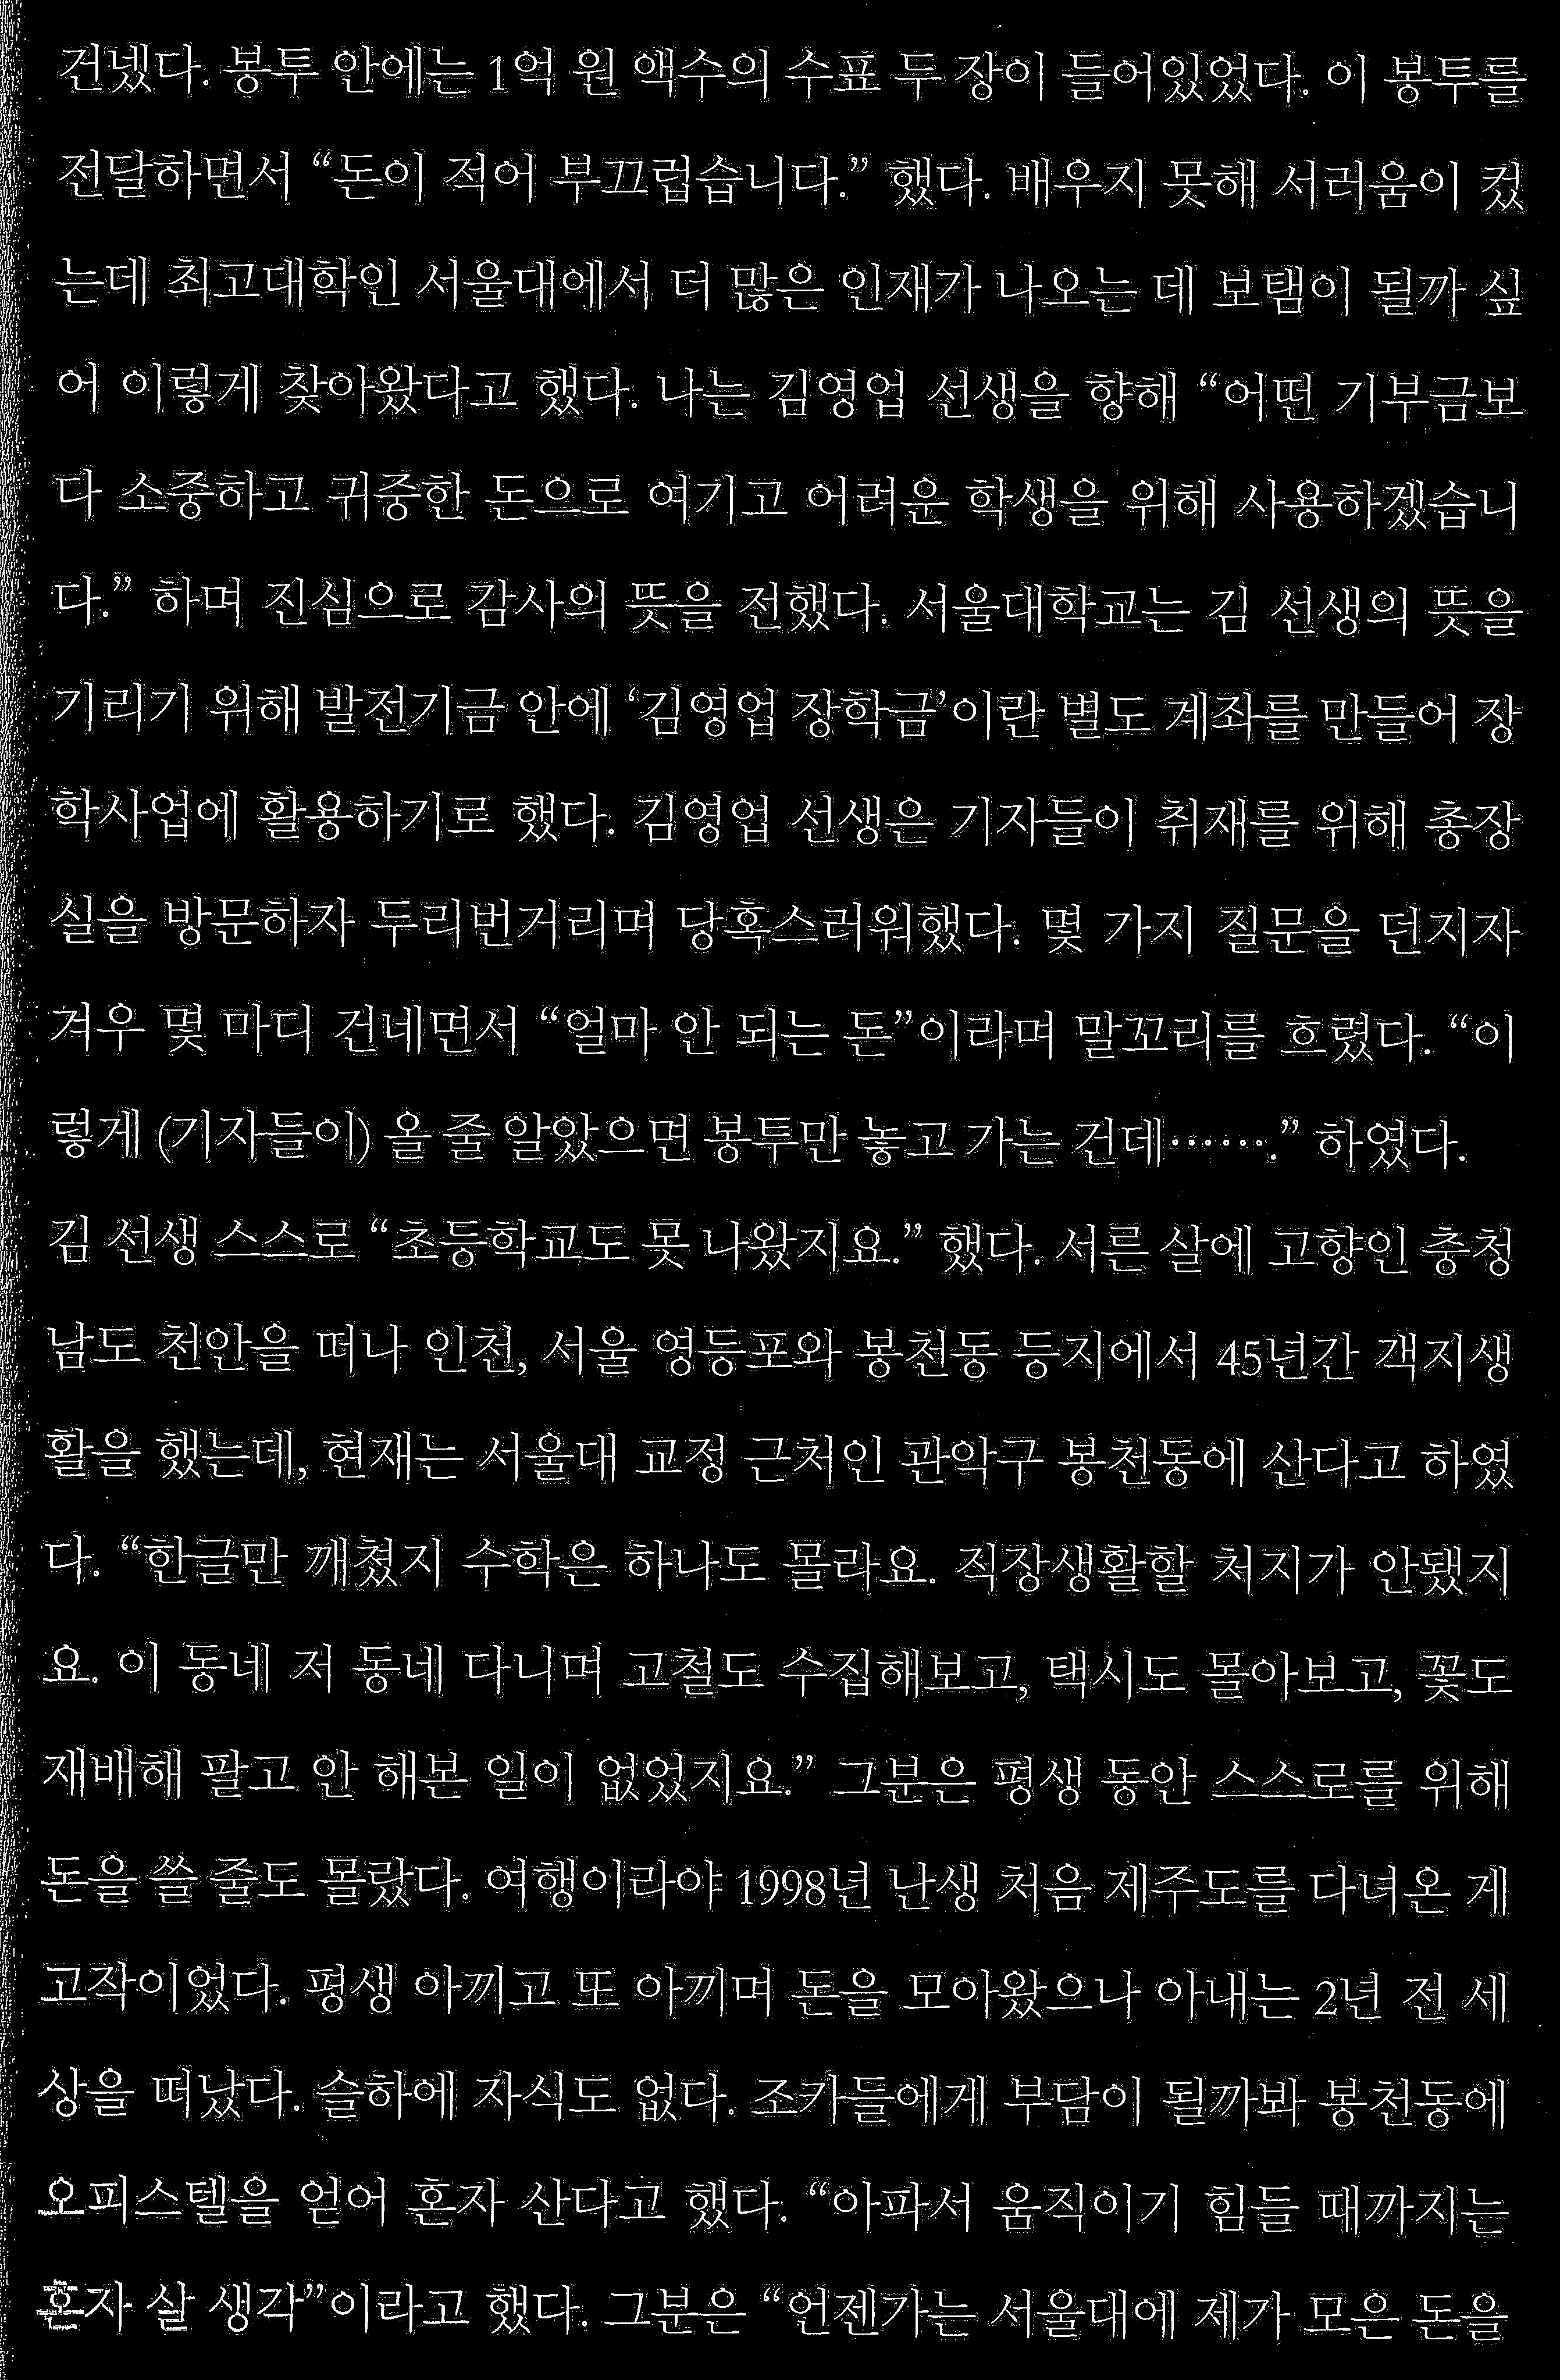 건넸다. 봉투 안에는 1억 원 액수의 수표 두 장이 들어있었다. 이 봉투를
전달하면서 “돈이 적어 부끄럽습니다.” 했다. 배우지 못해 서러움이 컸
는데 최고대학인 서울대에서 더 많은 인재가 나오는 데 보탬이 될까 싶
어 이렇게 찾아왔다고 했다. 나는 김영업 선생을 향해 “어떤 기부금보
다 소중하고 귀중한 돈으로 여기고 어려운 학생을 위해 사용하겠습니
다.” 하며 진심으로 감사의 뜻을 전했다. 서울대학교는 김 선생의 뜻을
기리기 위해 발전기금 안에 ‘김영업 장학금’이란 별도 계좌를 만들어 장
학사업에 활용하기로 했다. 김영업 선생은 기자들이 취재를 위해 총장
실을 방문하자 두리번거리며 당혹스러워했다. 몇 가지 질문을 던지자
겨우 몇 마디 건네면서 “얼마 안 되는 돈”이라며 말꼬리를 흐렸다. “이
렇게 (기자들이) 올 줄 알았으면 봉투만 놓고 가는 건데…….” 하였다.
김 선생 스스로 “초등학교도 못 나왔지요.” 했다. 서른 살에 고향인 충청
남도 천안을 떠나 인천, 서울 영등포와 봉천동 등지에서 45년간 객지생
활을 했는데, 현재는 서울대 교정 근처인 관악구 봉천동에 산다고 하였
다. “한글만 깨쳤지 수학은 하나도 몰라요. 직장생활할 처지가 안됐지
요. 이 동네 저 동네 다니며 고철도 수집해보고, 택시도 몰아보고, 꽃도
재배해 팔고 안 해본 일이 없었지요.” 그분은 평생 동안 스스로를 위해
돈을 쓸 줄도 몰랐다. 여행이라야 1998년 난생 처음 제주도를 다녀온 게
고작이었다. 평생 아끼고 또 아끼며 돈을 모아왔으나 아내는 2년 전 세
상을 떠났다. 슬하에 자식도 없다. 조카들에게 부담이 될까봐 봉천동에
오피스텔을 얻어 혼자 산다고 했다. “아파서 움직이기 힘들 때까지는
혼자 살 생각”이라고 했다. 그분은 “언젠가는 서울대에 제가 모은 돈을